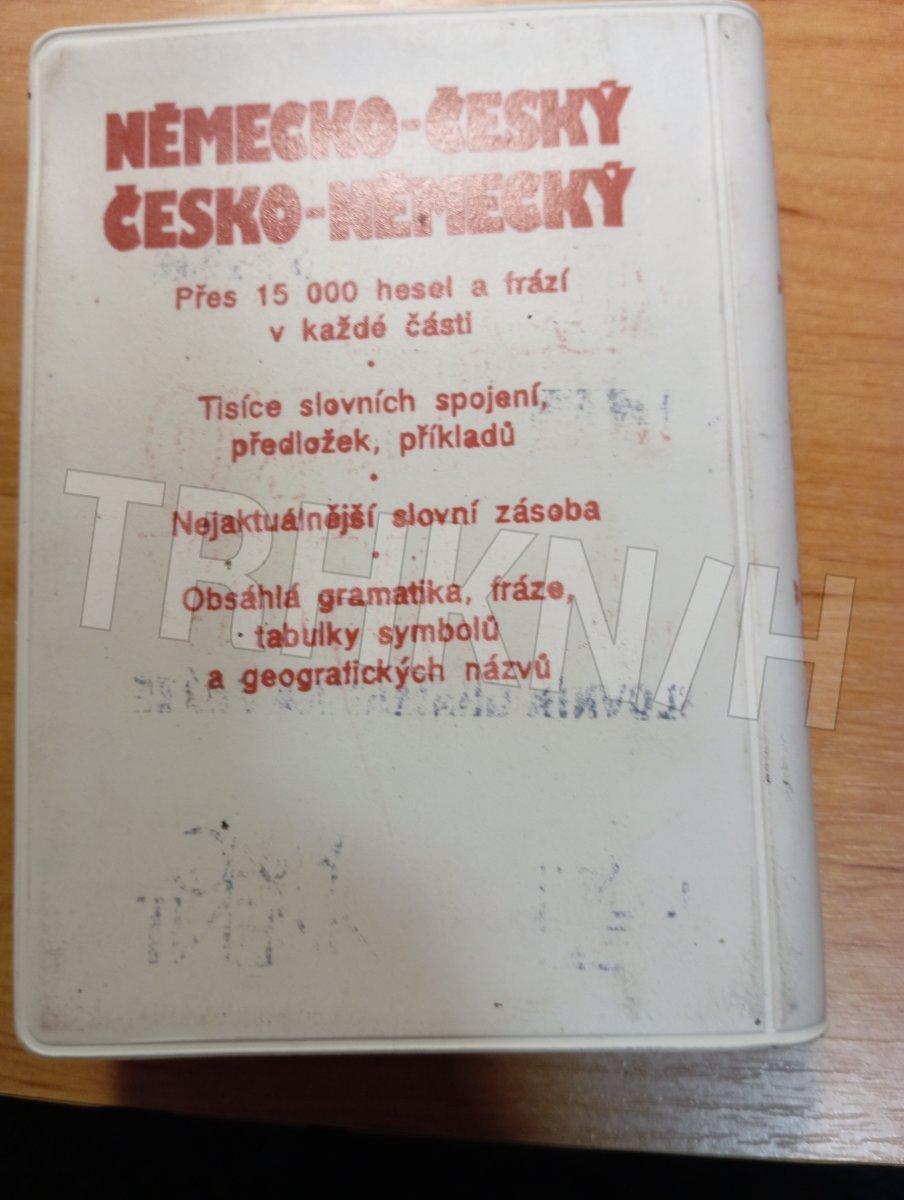 NĚMECKO-ČESKÝ
ČESKO-NĚMECKÝ
Přes 15 000 hesel a frází
v každé části
•
Tisíce slovních spojení,
předložek, příkladů
•
Nejaktuálnější slovní zásoba
•
Obsáhlá gramatika, fráze,
tabulky symbolů
a geografických názvů
TRHKNIH